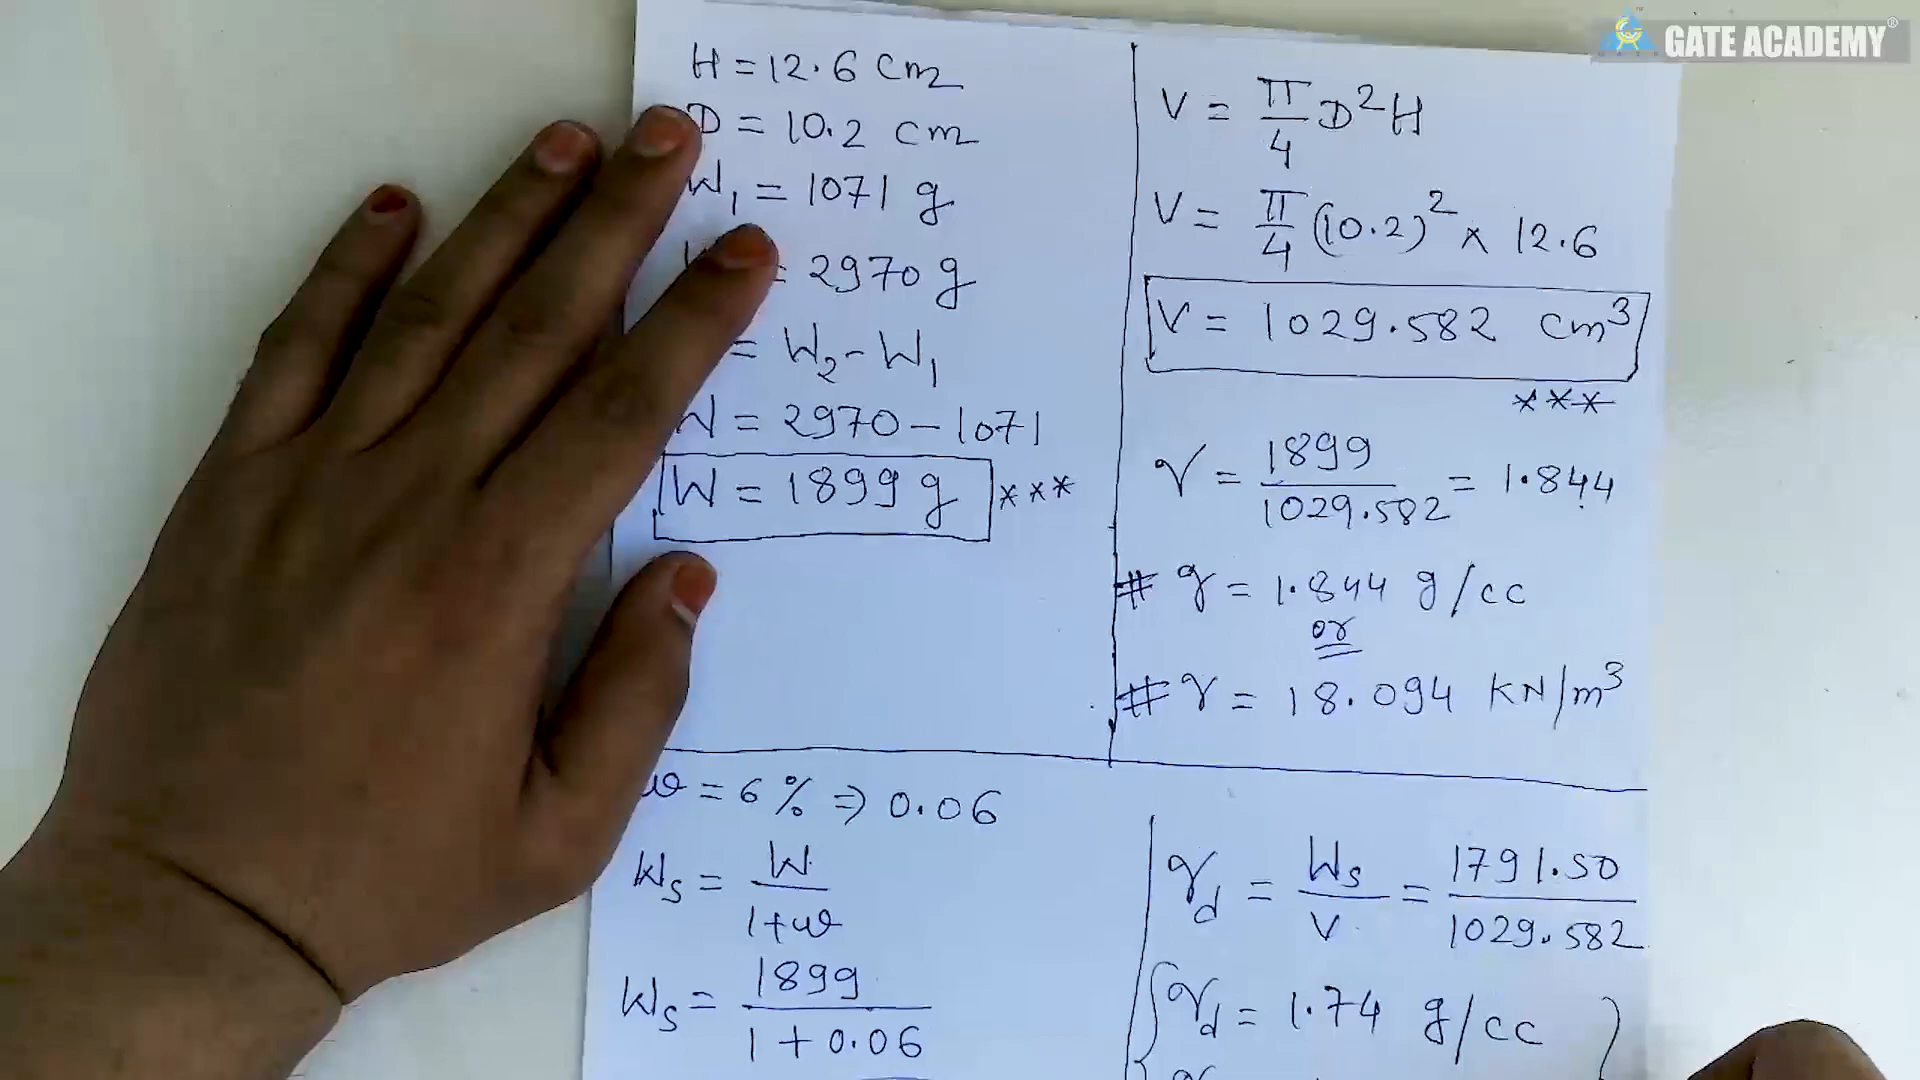 GATE ACADEMY®
H = 12.6 cm
D = 10.2 cm
W₁ = 1071 g
= 2970 g
= W₂ - W₁
W = 2970 - 1071
W = 1899 g ***
V = π/4 D²H
V = π/4 (10.2)² × 12.6
V = 1029.582 cm³
***
γ = 1899/1029.582 = 1.844
# γ = 1.844 g/cc
or
# γ = 18.094 KN/m³
ω = 6% ⇒ 0.06
Wₛ = W/1+ω
Wₛ = 1899/1+0.06
γd = Wₛ/V = 1791.50/1029.582
γd = 1.74 g/cc